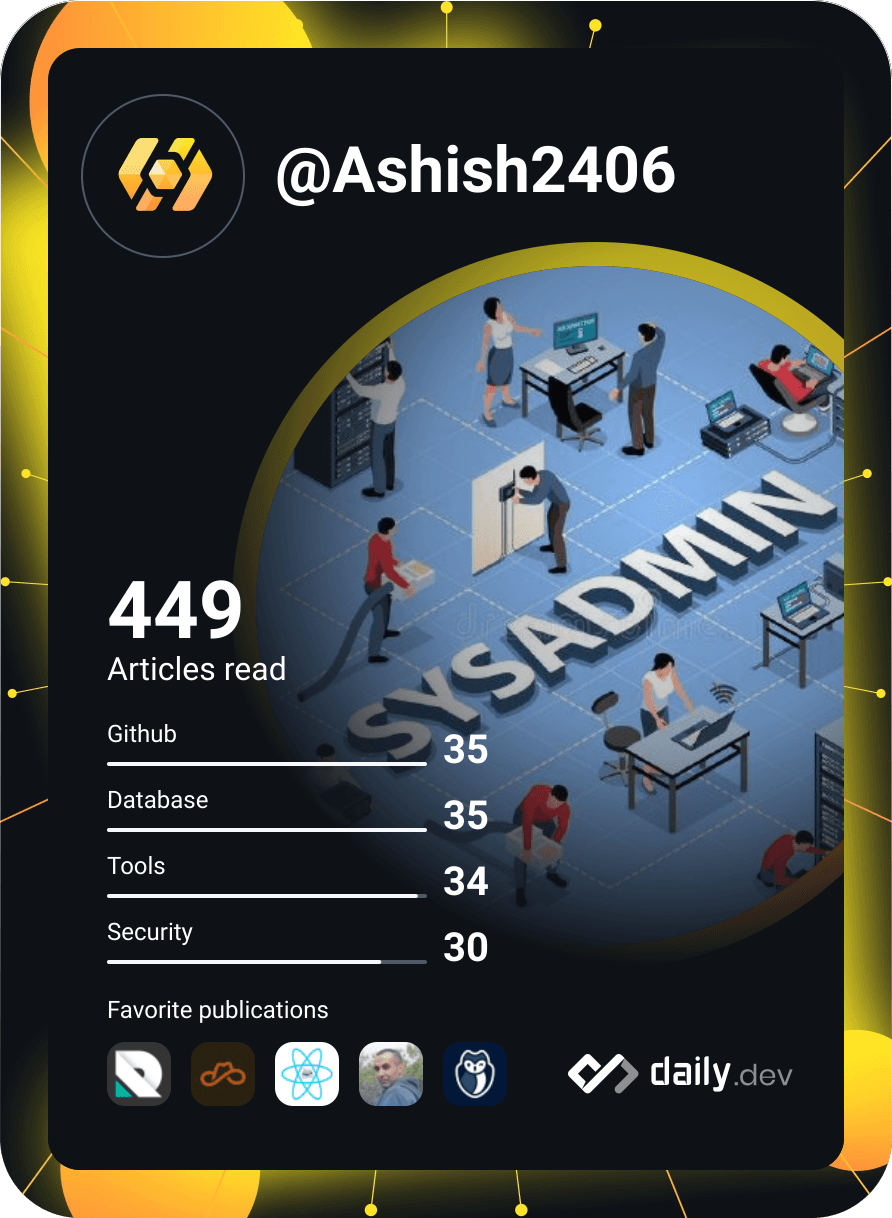 @Ashish2406
SYSADMIN
449
Articles read
Github
35
Database
35
Tools
34
Security
30
Favorite publications
daily.dev